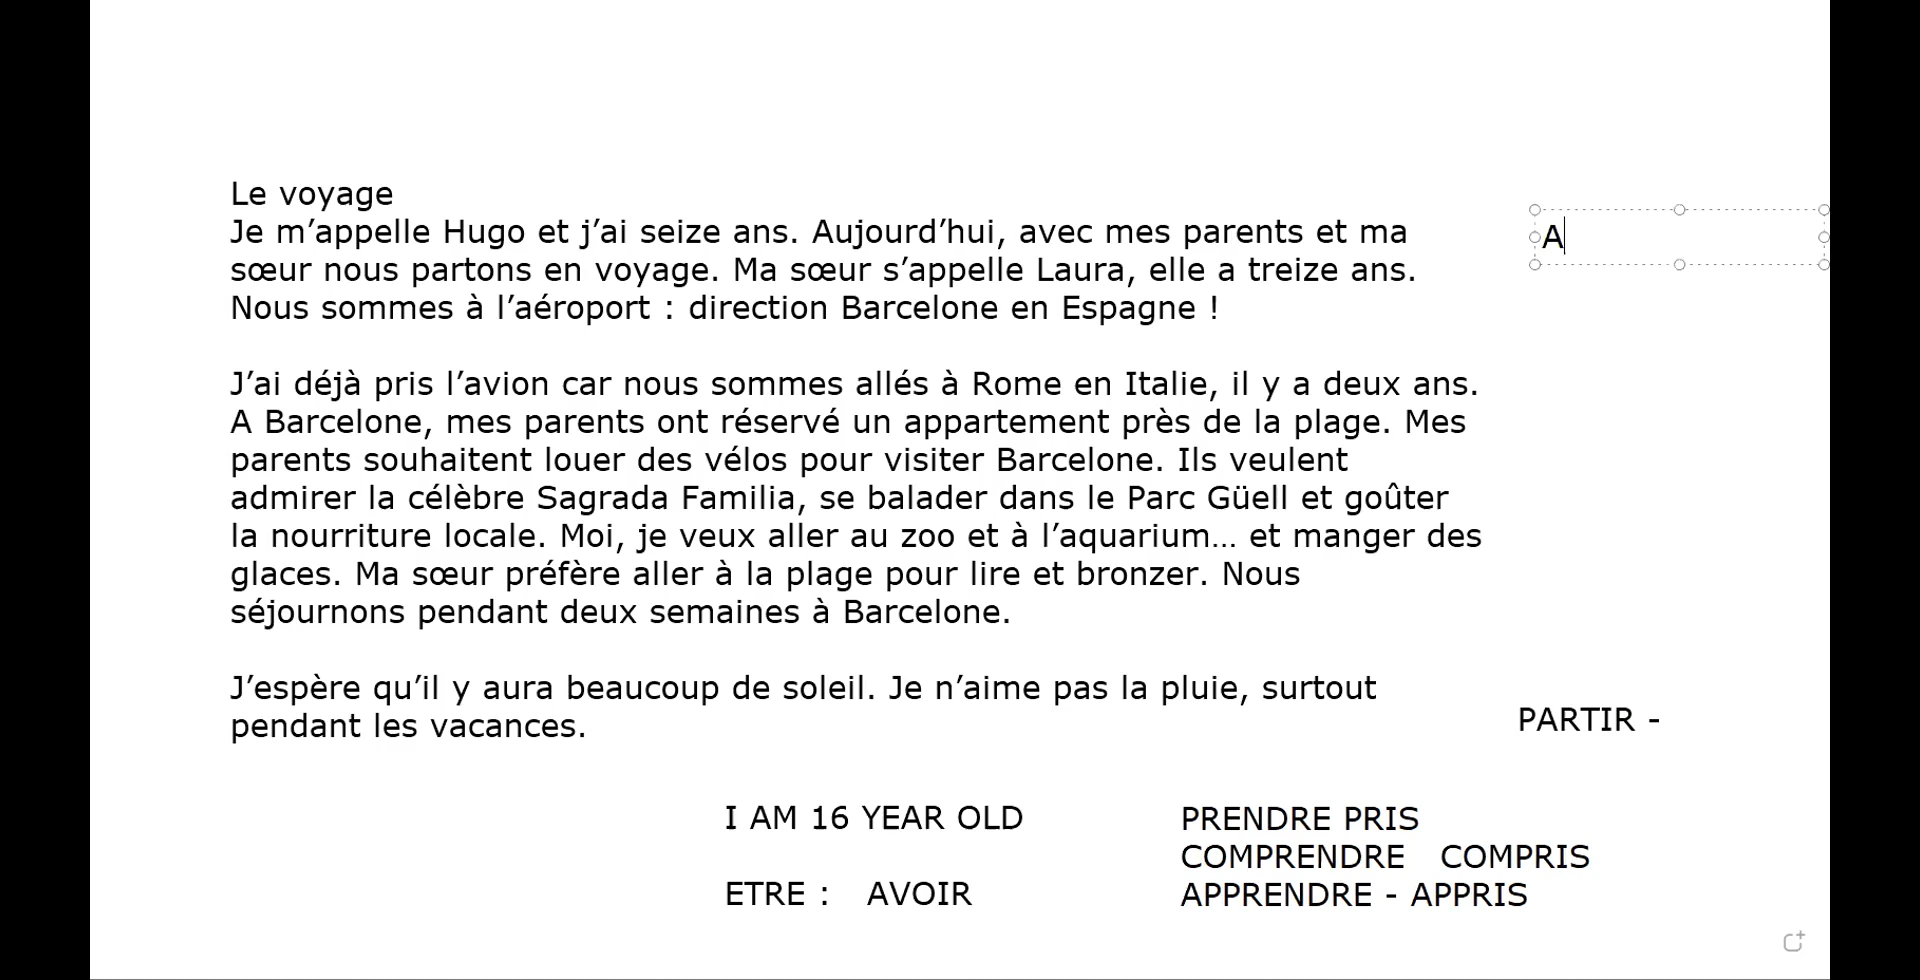 Le voyage
Je m’appelle Hugo et j’ai seize ans. Aujourd’hui, avec mes parents et ma
sœur nous partons en voyage. Ma sœur s’appelle Laura, elle a treize ans.
Nous sommes à l’aéroport : direction Barcelone en Espagne !
A
J’ai déjà pris l’avion car nous sommes allés à Rome en Italie, il y a deux ans.
A Barcelone, mes parents ont réservé un appartement près de la plage. Mes
parents souhaitent louer des vélos pour visiter Barcelone. Ils veulent
admirer la célèbre Sagrada Familia, se balader dans le Parc Güell et goûter
la nourriture locale. Moi, je veux aller au zoo et à l’aquarium… et manger des
glaces. Ma sœur préfère aller à la plage pour lire et bronzer. Nous
séjournons pendant deux semaines à Barcelone.
J’espère qu’il y aura beaucoup de soleil. Je n’aime pas la pluie, surtout
pendant les vacances.
PARTIR -
I AM 16 YEAR OLD
ETRE : AVOIR
PRENDRE PRIS
COMPRENDRE COMPRIS
APPRENDRE - APPRIS